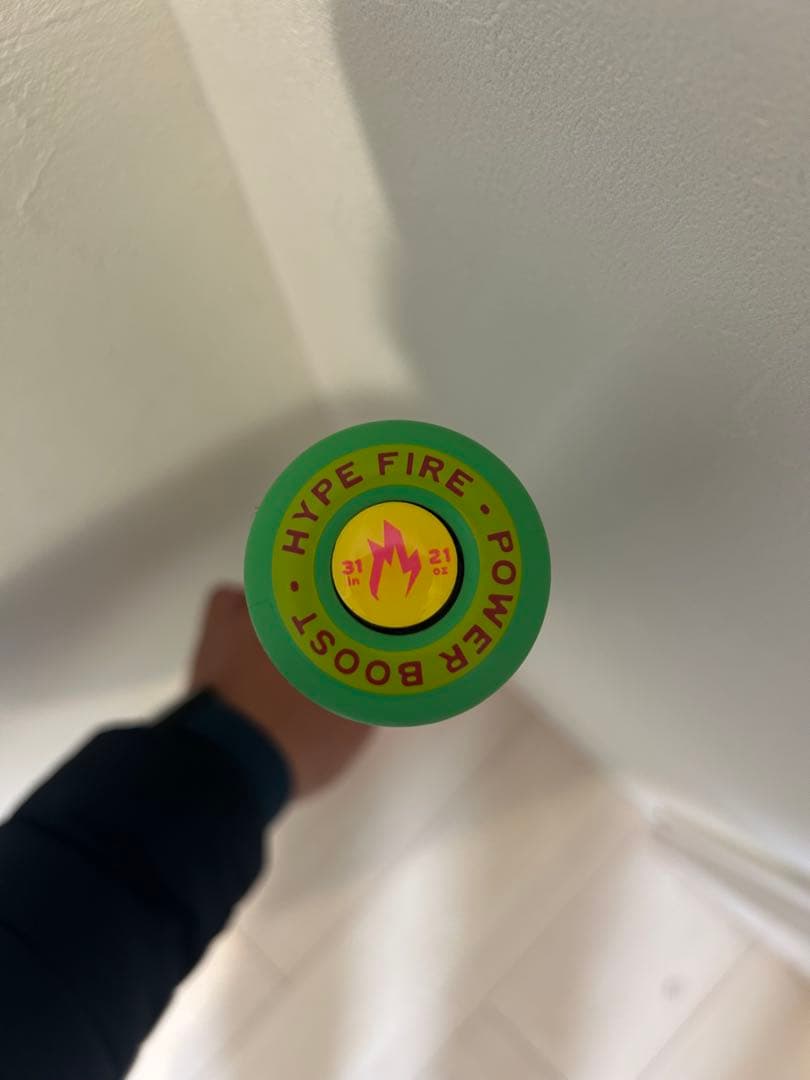 HYPE FIRE • POWER BOOST •
31 in
21 oz